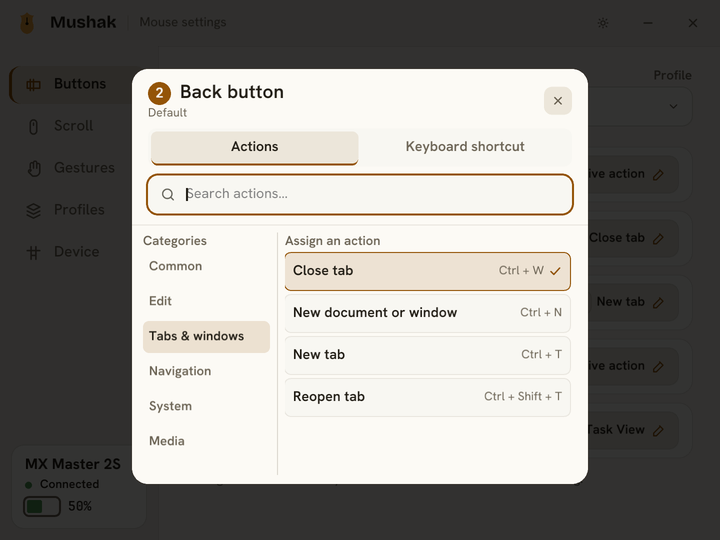 Mushak
Mouse settings
Buttons
Scroll
Gestures
Profiles
Device
MX Master 2S
Connected
50%
Profile
ive action
Close tab
New tab
ive action
Task View
2 Back button
Default
Actions
Keyboard shortcut
Search actions...
Categories
Common
Edit
Tabs & windows
Navigation
System
Media
Assign an action
Close tab Ctrl + W
New document or window Ctrl + N
New tab Ctrl + T
Reopen tab Ctrl + Shift + T